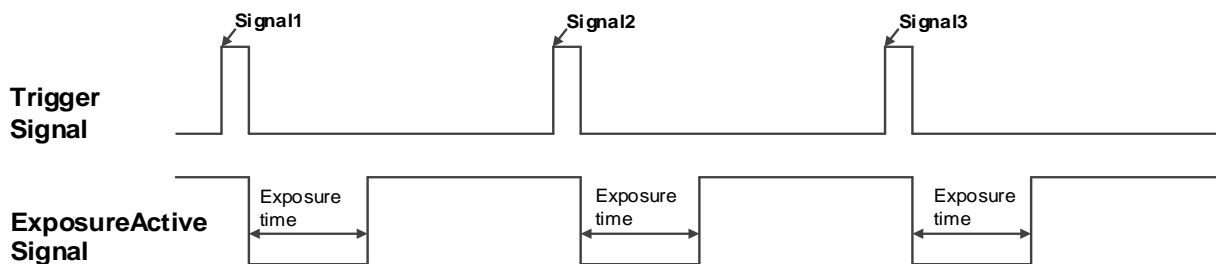 Signal1
Signal2
Signal3
Trigger
Signal
Exposure
time
Exposure
time
Exposure
time
ExposureActive
Signal